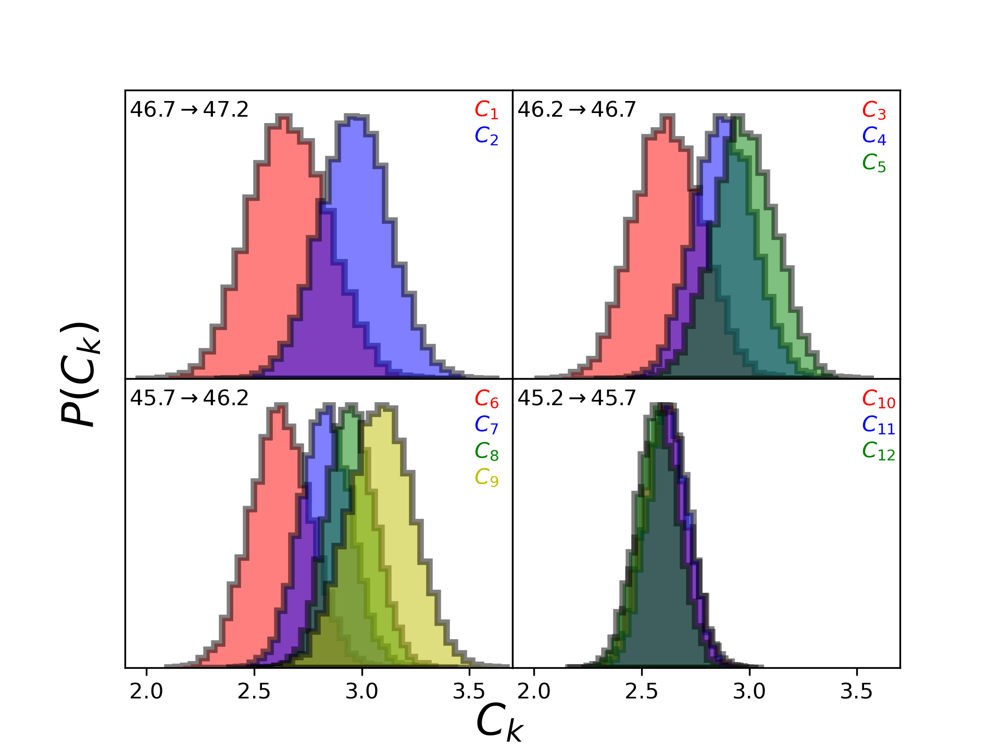 46.7 → 47.2
C₁
C₂
46.2 → 46.7
C₃
C₄
C₅
P(Cₖ)
45.7 → 46.2
C₆
C₇
C₈
C₉
45.2 → 45.7
C₁₀
C₁₁
C₁₂
2.0 2.5 3.0 3.5 2.0 2.5 3.0 3.5
Cₖ